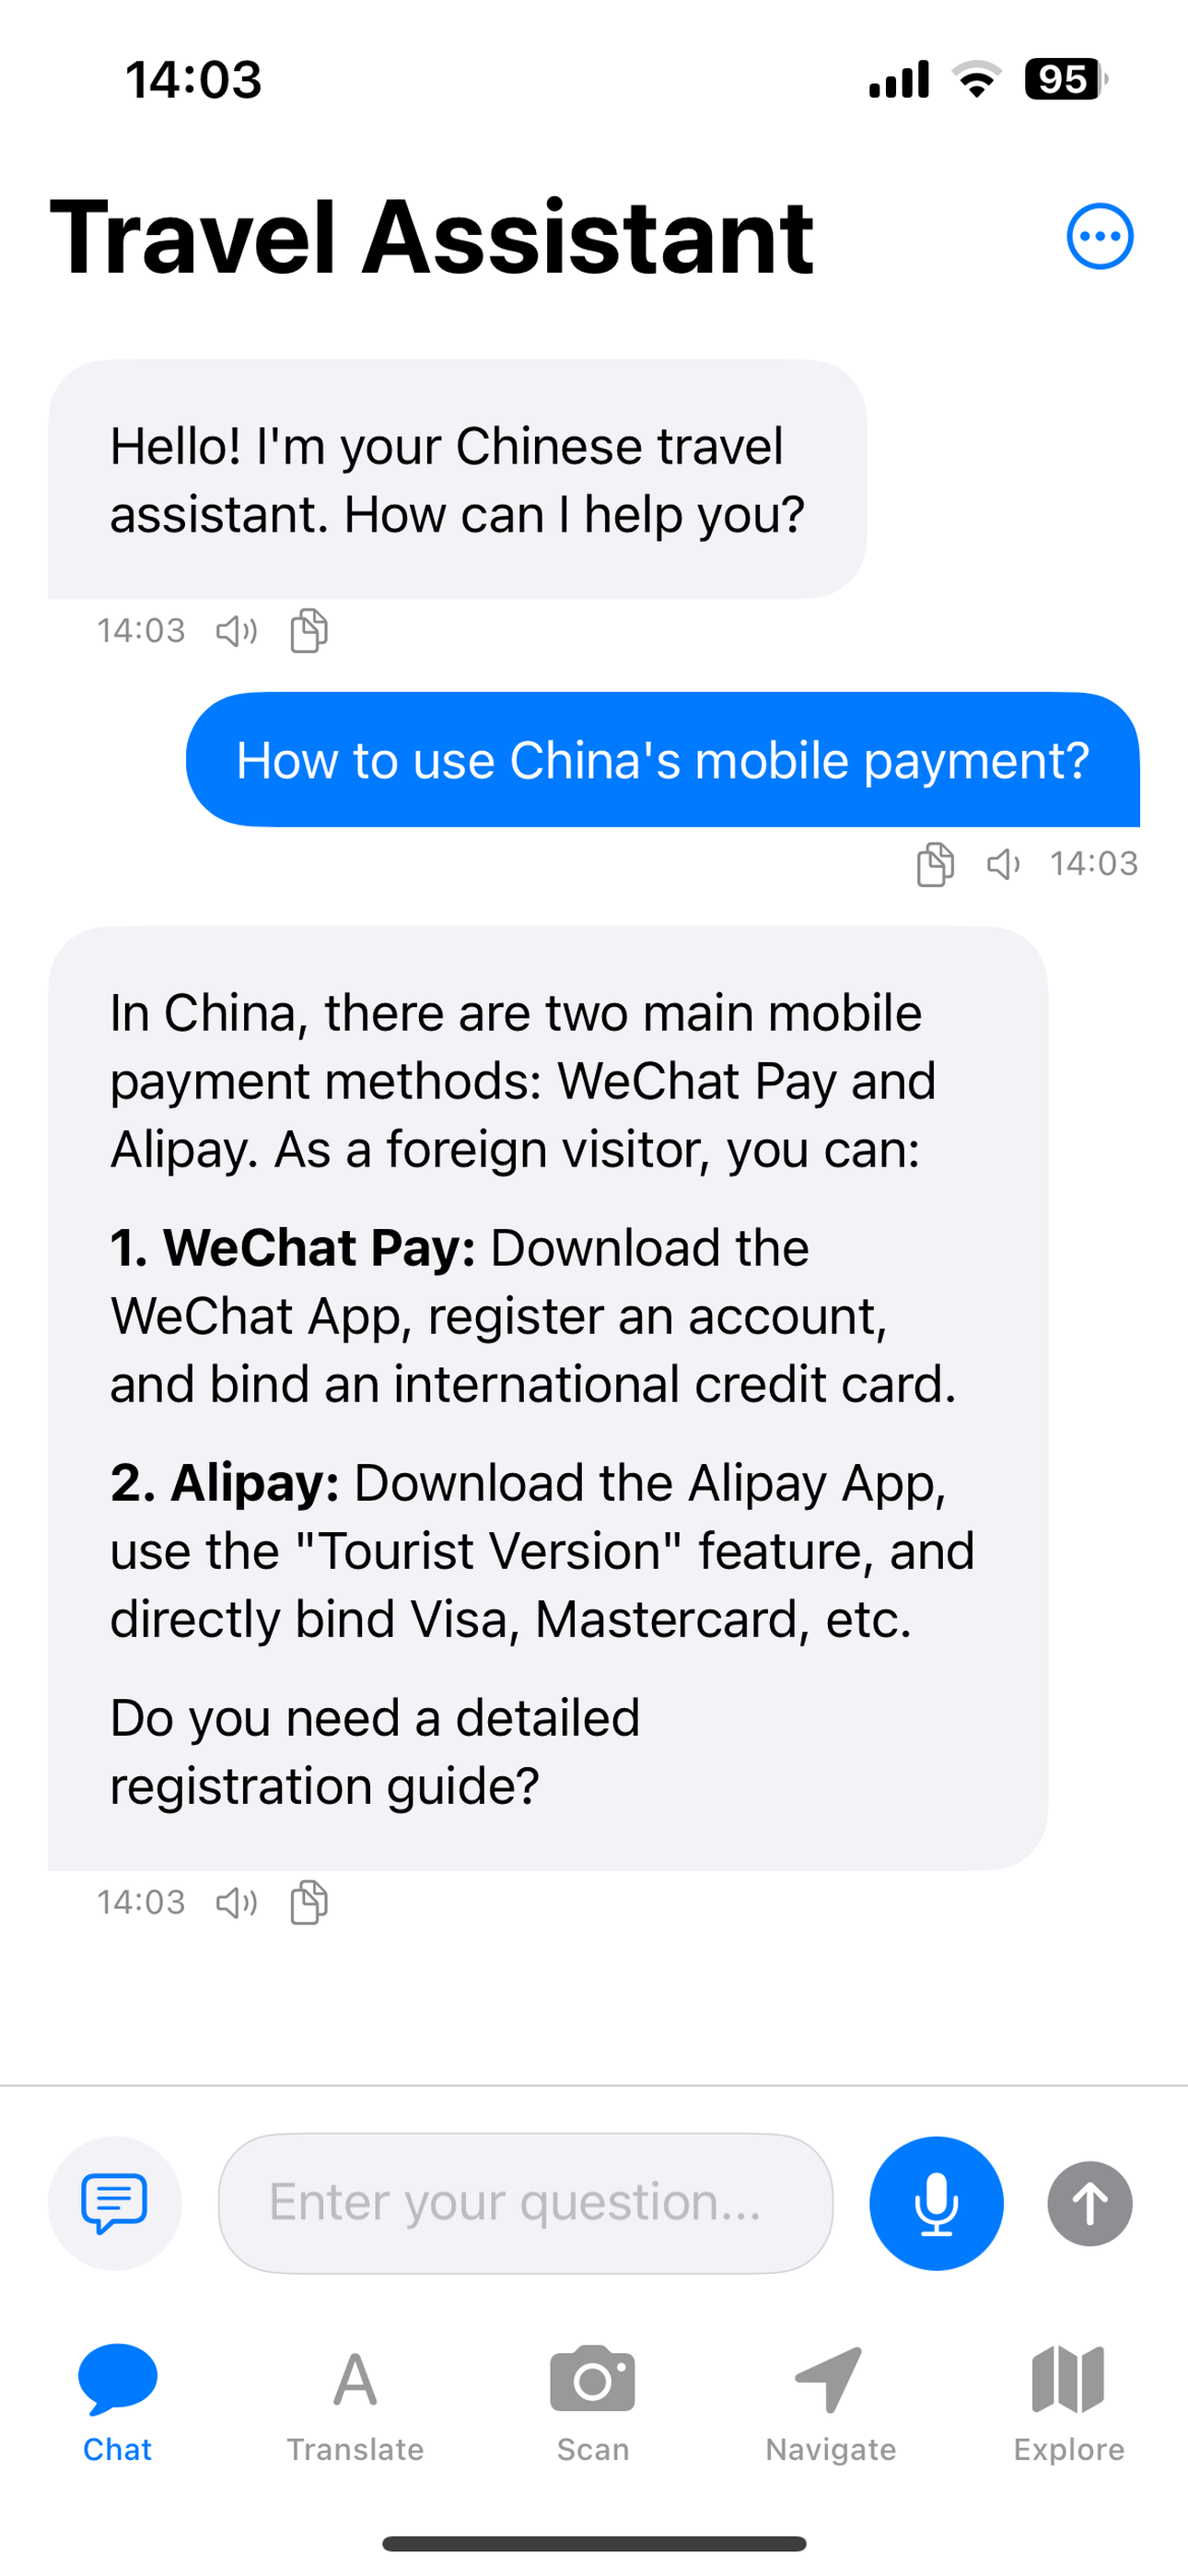 14:03
95
Travel Assistant
Hello! I'm your Chinese travel
assistant. How can I help you?
14:03
How to use China's mobile payment?
14:03
In China, there are two main mobile
payment methods: WeChat Pay and
Alipay. As a foreign visitor, you can:
1. WeChat Pay: Download the
WeChat App, register an account,
and bind an international credit card.
2. Alipay: Download the Alipay App,
use the "Tourist Version" feature, and
directly bind Visa, Mastercard, etc.
Do you need a detailed
registration guide?
14:03
Enter your question...
A
Chat
Translate
Scan
Navigate
Explore